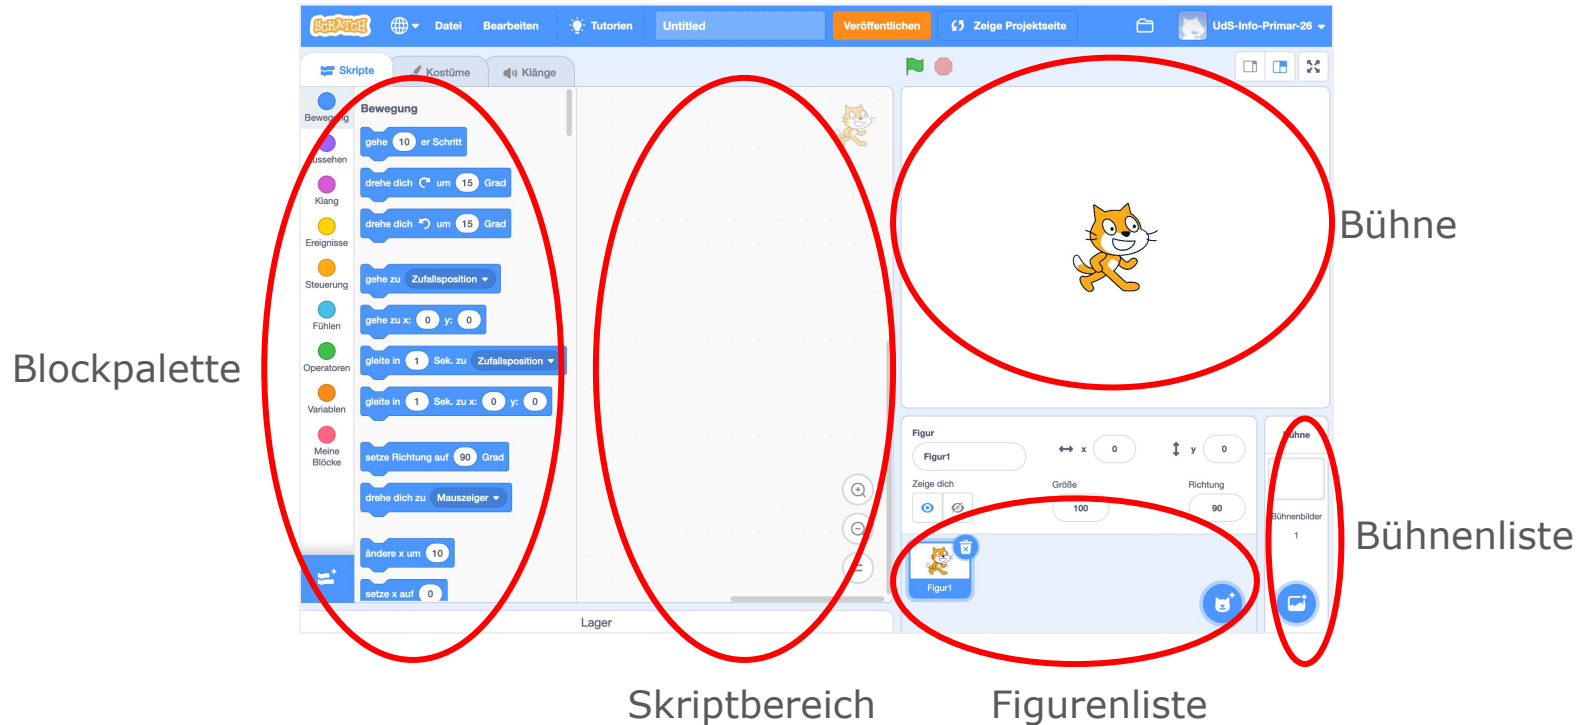 SCRATCH Datei Bearbeiten Tutorien Untitled Veröffentlichen Zeige Projektseite UdS-Info-Primar-26
Skripte Kostüme Klänge
Bewegung
Aussehen
Klang
Ereignisse
Steuerung
Fühlen
Operatoren
Variablen
Meine
Blöcke
Bewegung
gehe 10 er Schritt
drehe dich um 15 Grad
drehe dich um 15 Grad
gehe zu Zufallsposition
gehe zu x: 0 y: 0
gleite in 1 Sek. zu Zufallsposition
gleite in 1 Sek. zu x: 0 y: 0
setze Richtung auf 90 Grad
drehe dich zu Mauszeiger
ändere x um 10
setze x auf 0
Lager
Figur
Figur1 x 0 y 0
Zeige dich Größe Richtung
100 90
Figur1
Bühne
Bühnenbilder
1
Blockpalette
Bühne
Bühnenliste
Skriptbereich
Figurenliste